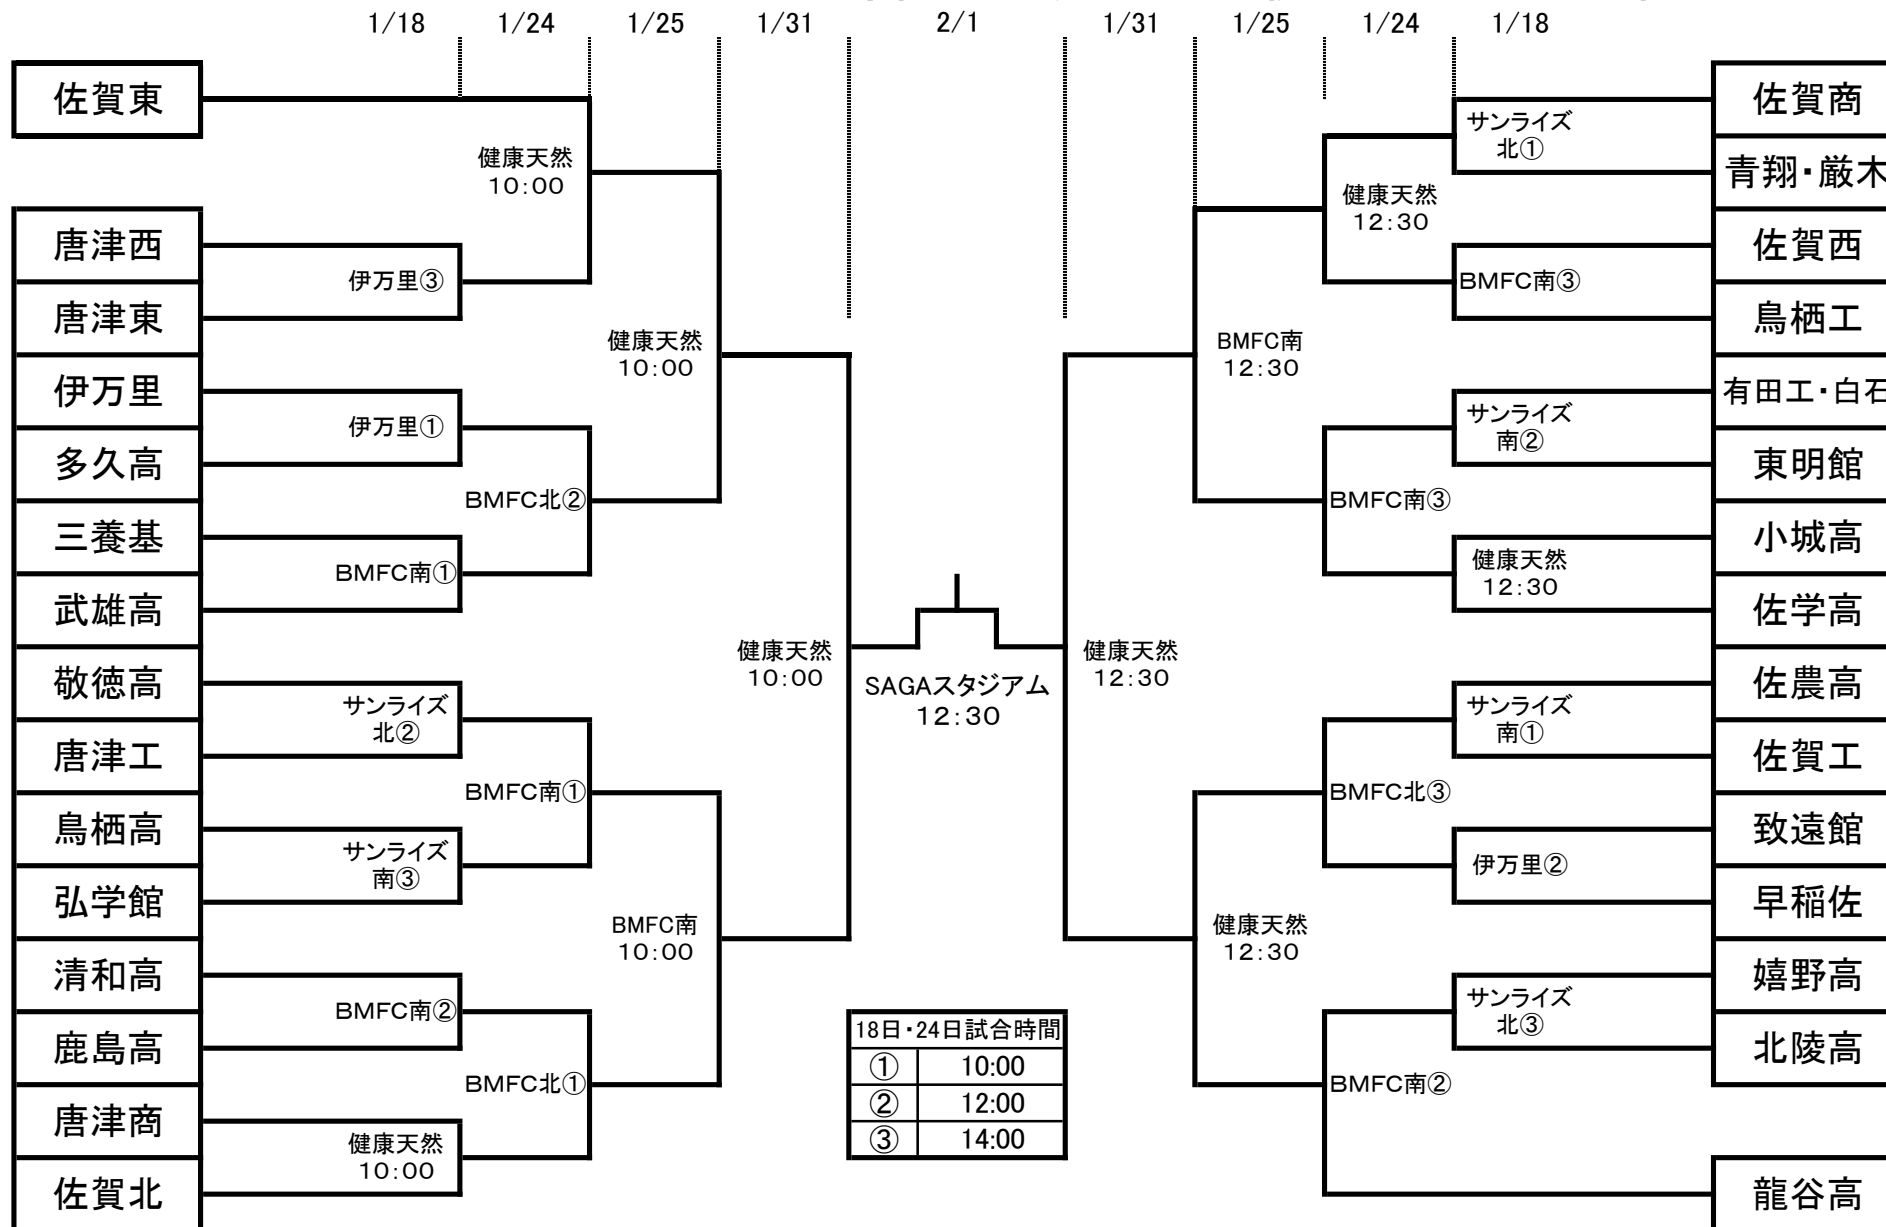 1/18 1/24 1/25 1/31 2/1 1/31 1/25 1/24 1/18
佐賀東
唐津西
唐津東
伊万里
多久高
三養基
武雄高
敬徳高
唐津工
鳥栖高
弘学館
清和高
鹿島高
唐津商
佐賀北
伊万里③
伊万里①
BMFC南①
サンライズ
北②
サンライズ
南③
BMFC南②
健康天然
10:00
健康天然
10:00
BMFC北②
BMFC南①
BMFC北①
健康天然
10:00
BMFC南
10:00
健康天然
10:00
SAGAスタジアム
12:30
18日・24日試合時間
① 10:00
② 12:00
③ 14:00
健康天然
12:30
BMFC南
12:30
健康天然
12:30
健康天然
12:30
BMFC南③
BMFC北③
BMFC南②
サンライズ
北①
BMFC南③
サンライズ
南②
健康天然
12:30
サンライズ
南①
伊万里②
サンライズ
北③
佐賀商
青翔・厳木
佐賀西
鳥栖工
有田工・白石
東明館
小城高
佐学高
佐農高
佐賀工
致遠館
早稲佐
嬉野高
北陵高
龍谷高